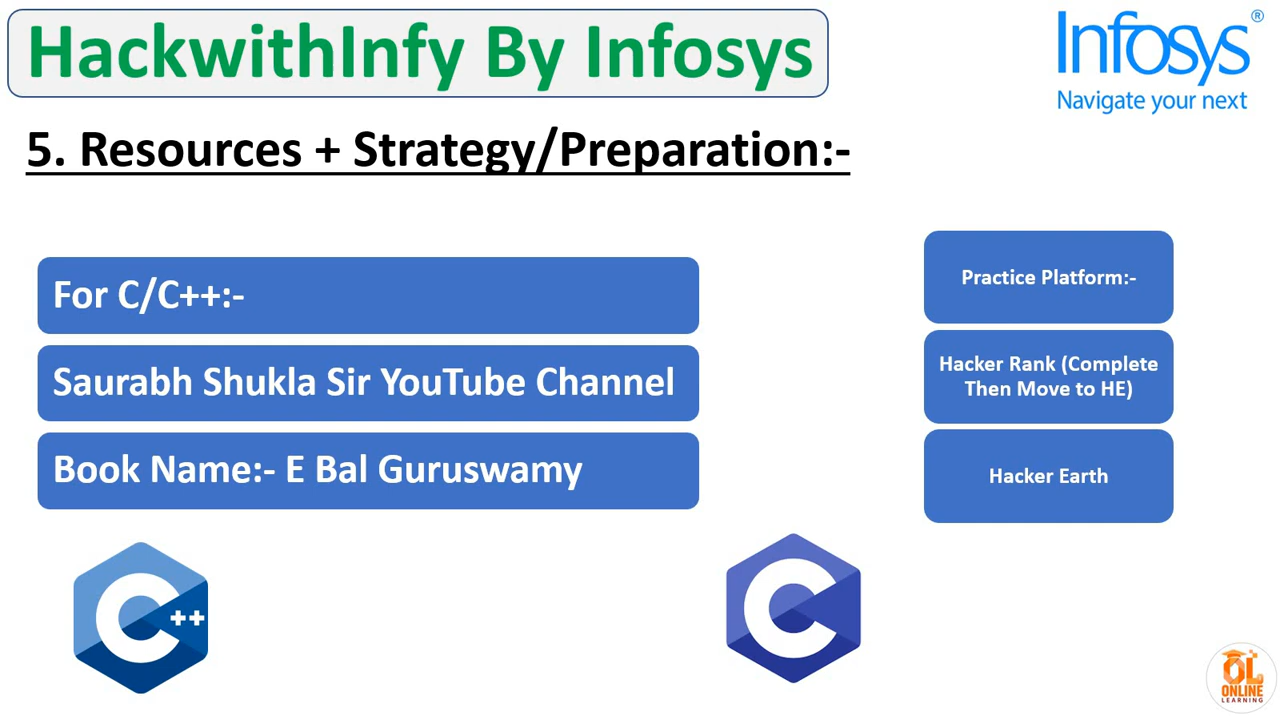 HackwithInfy By Infosys
Infosys®
Navigate your next
5. Resources + Strategy/Preparation:-
For C/C++:-
Saurabh Shukla Sir YouTube Channel
Book Name:- E Bal Guruswamy
Practice Platform:-
Hacker Rank (Complete
Then Move to HE)
Hacker Earth
C++
C
OL
ONLINE
LEARNING